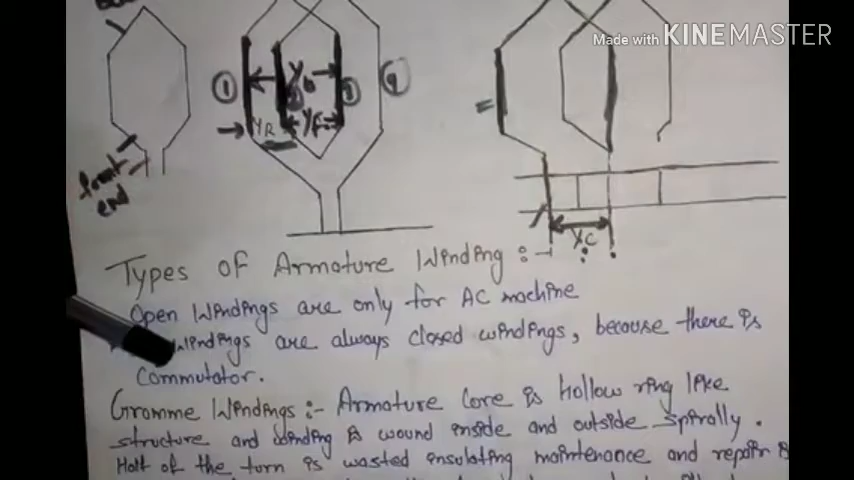 Made with KINEMASTER
1
Yb
2
3
4
YR
Yf
front
end
Yc
Types of Armature Winding :-
Open Windings are only for AC machine
Windings are always closed windings, because there is
Commutator.
Gramme Windings :- Armature Core is hollow ring like
structure and winding is wound inside and outside spirally.
Half of the turn is wasted insulating maintenance and repair is